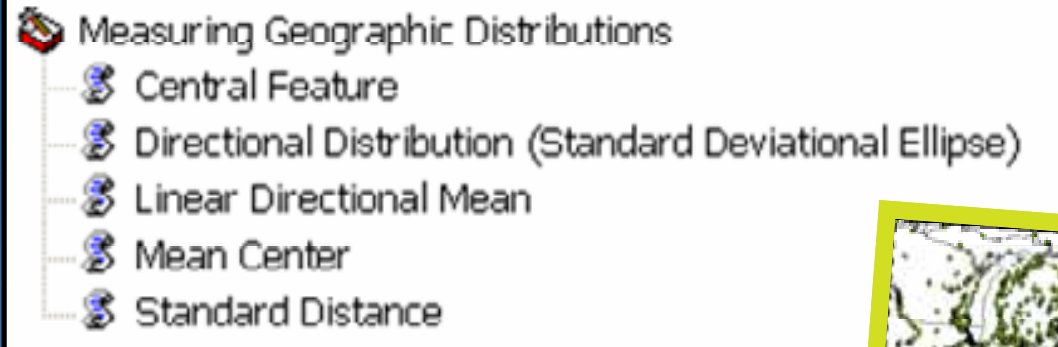 Measuring Geographic Distributions
Central Feature
Directional Distribution (Standard Deviational Ellipse)
Linear Directional Mean
Mean Center
Standard Distance